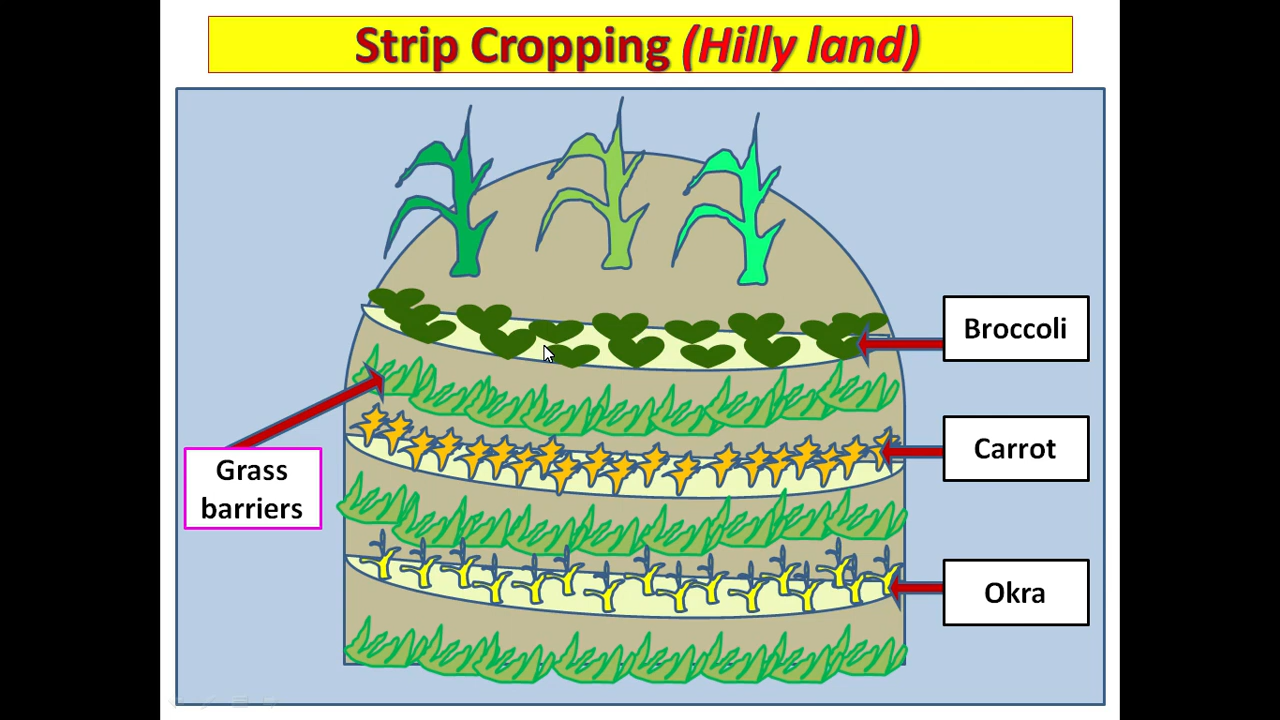 Strip Cropping (Hilly land)
Broccoli
Carrot
Grass
barriers
Okra